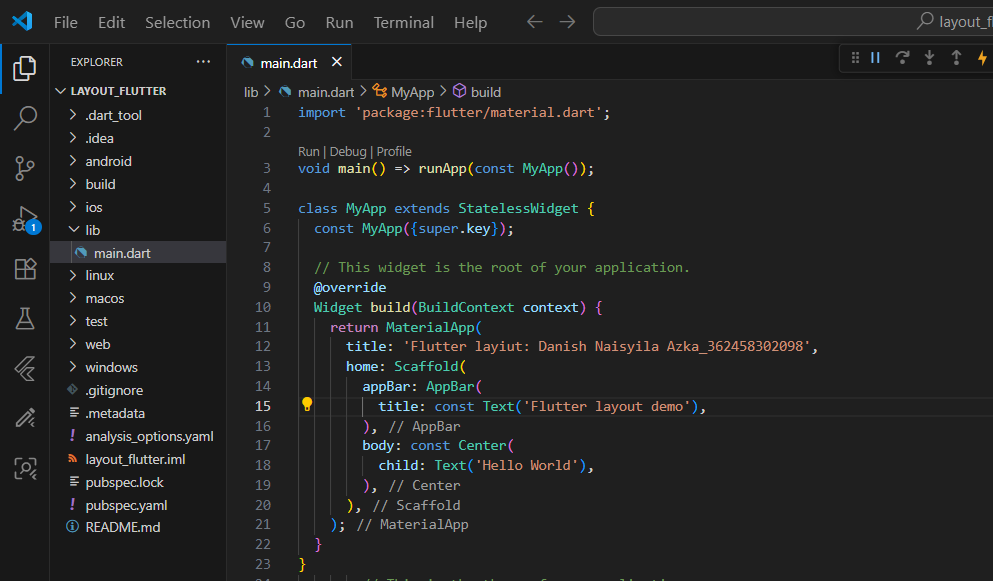 File Edit Selection View Go Run Terminal Help layout_fl
EXPLORER
LAYOUT_FLUTTER
.dart_tool
.idea
android
build
ios
lib
main.dart
linux
macos
test
web
windows
.gitignore
.metadata
analysis_options.yaml
layout_flutter.iml
pubspec.lock
pubspec.yaml
README.md
1
main.dart
lib > main.dart > MyApp > build
1 import 'package:flutter/material.dart';
2
Run | Debug | Profile
3 void main() => runApp(const MyApp());
4
5 class MyApp extends StatelessWidget {
6 const MyApp({super.key});
7
8 // This widget is the root of your application.
9 @override
10 Widget build(BuildContext context) {
11 return MaterialApp(
12 title: 'Flutter layiut: Danish Naisyila Azka_362458302098',
13 home: Scaffold(
14 appBar: AppBar(
15 title: const Text('Flutter layout demo'),
16 ), // AppBar
17 body: const Center(
18 child: Text('Hello World'),
19 ), // Center
20 ), // Scaffold
21 ); // MaterialApp
22 }
23 }